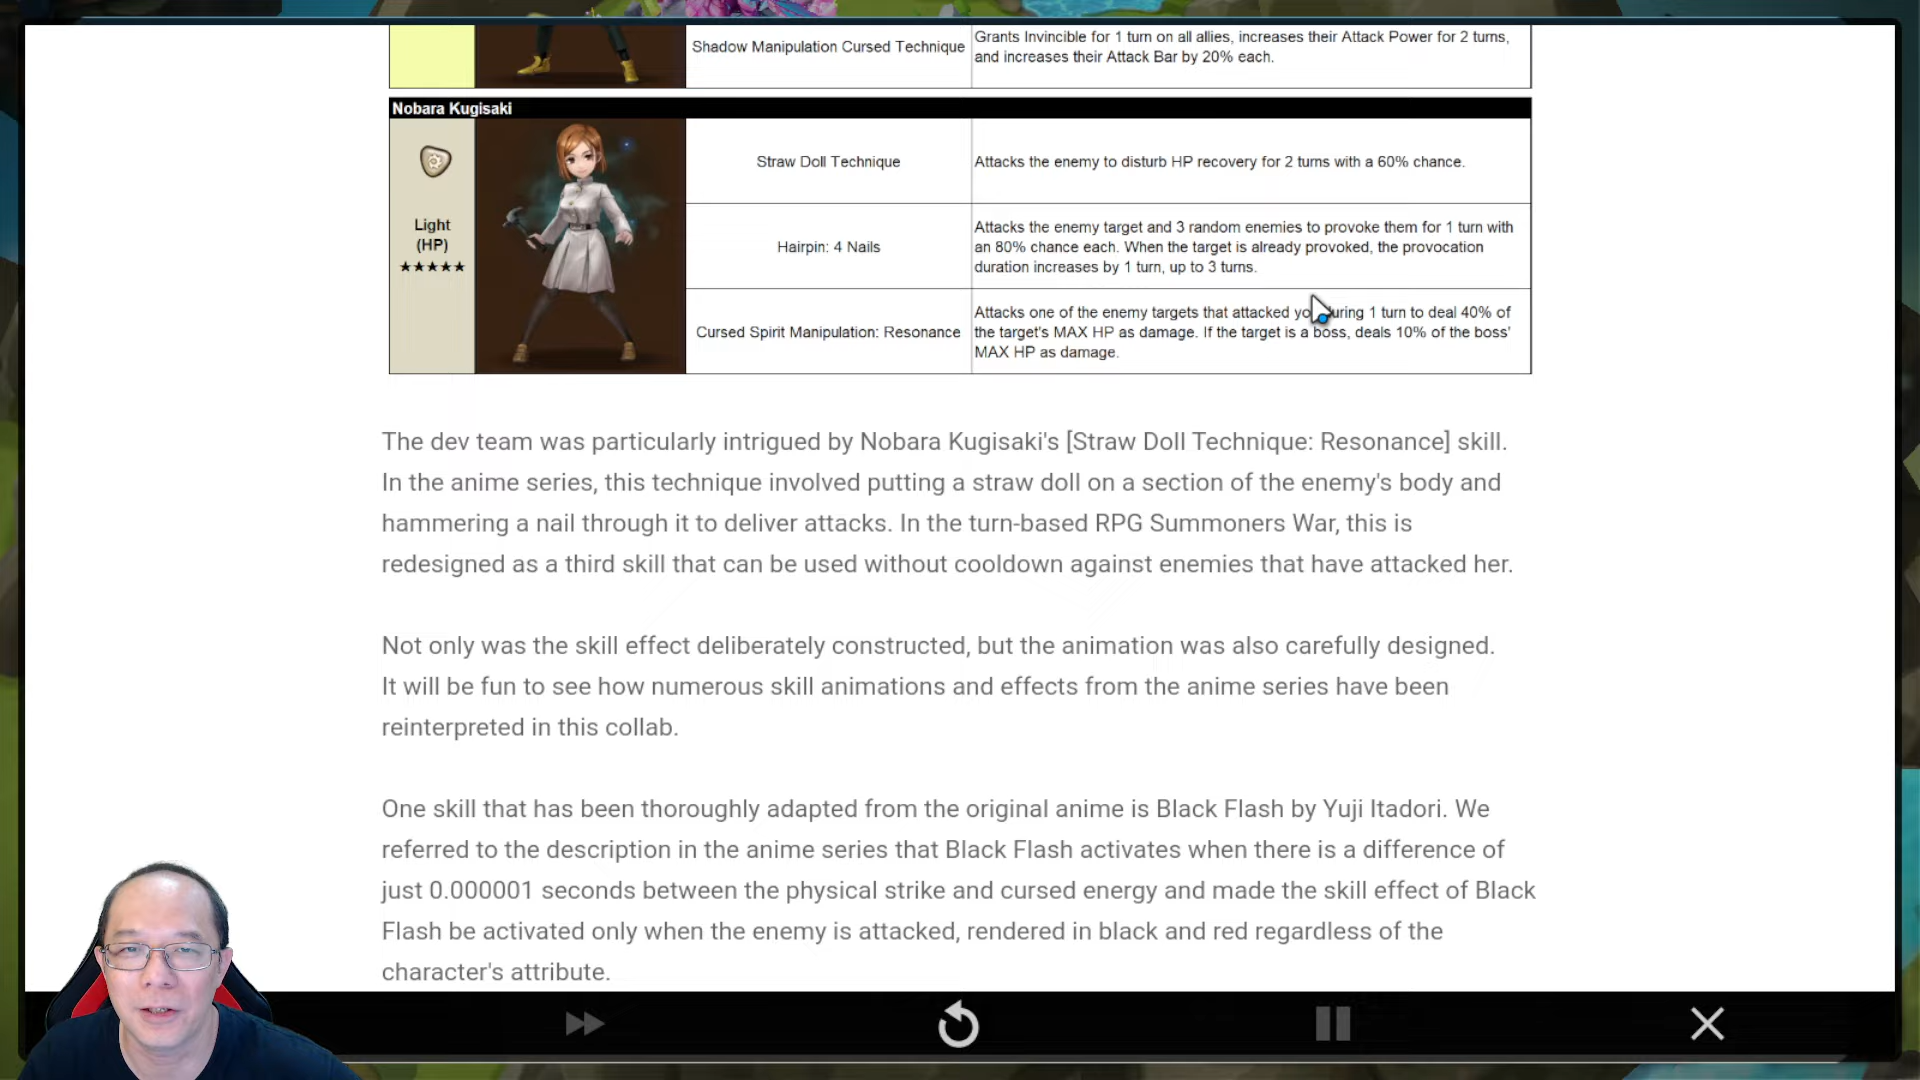 Shadow Manipulation Cursed Technique
Grants Invincible for 1 turn on all allies, increases their Attack Power for 2 turns,
and increases their Attack Bar by 20% each.
Nobara Kugisaki
Light
(HP)
★★★★★
Straw Doll Technique
Attacks the enemy to disturb HP recovery for 2 turns with a 60% chance.
Hairpin: 4 Nails
Attacks the enemy target and 3 random enemies to provoke them for 1 turn with
an 80% chance each. When the target is already provoked, the provocation
duration increases by 1 turn, up to 3 turns.
Cursed Spirit Manipulation: Resonance
Attacks one of the enemy targets that attacked during 1 turn to deal 40% of
the target's MAX HP as damage. If the target is a boss, deals 10% of the boss'
MAX HP as damage.
The dev team was particularly intrigued by Nobara Kugisaki's [Straw Doll Technique: Resonance] skill.
In the anime series, this technique involved putting a straw doll on a section of the enemy's body and
hammering a nail through it to deliver attacks. In the turn-based RPG Summoners War, this is
redesigned as a third skill that can be used without cooldown against enemies that have attacked her.
Not only was the skill effect deliberately constructed, but the animation was also carefully designed.
It will be fun to see how numerous skill animations and effects from the anime series have been
reinterpreted in this collab.
One skill that has been thoroughly adapted from the original anime is Black Flash by Yuji Itadori. We
referred to the description in the anime series that Black Flash activates when there is a difference of
just 0.000001 seconds between the physical strike and cursed energy and made the skill effect of Black
Flash be activated only when the enemy is attacked, rendered in black and red regardless of the
character's attribute.